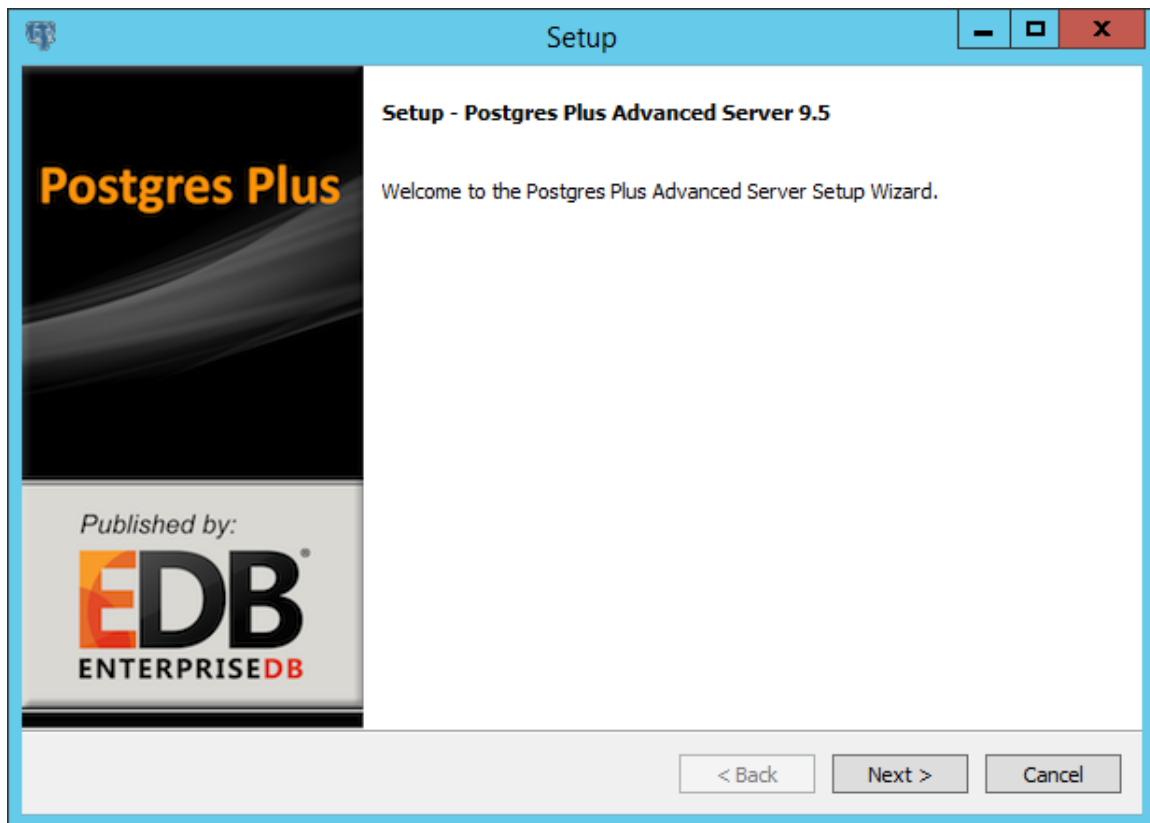 Setup
Setup - Postgres Plus Advanced Server 9.5
Welcome to the Postgres Plus Advanced Server Setup Wizard.
Postgres Plus
Published by:
EDB®
ENTERPRISEDB
< Back
Next >
Cancel